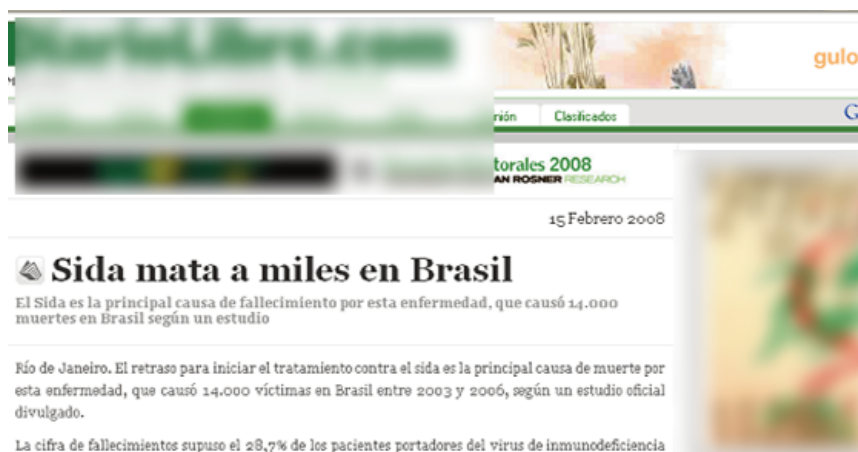 gulo
nión Clasificados G
torales 2008
AN ROSNER RESEARCH
15 Febrero 2008
Sida mata a miles en Brasil
El Sida es la principal causa de fallecimiento por esta enfermedad, que causó 14.000
muertes en Brasil según un estudio
Río de Janeiro. El retraso para iniciar el tratamiento contra el sida es la principal causa de muerte por
esta enfermedad, que causó 14.000 víctimas en Brasil entre 2003 y 2006, según un estudio oficial
divulgado.
La cifra de fallecimientos supuso el 28,7% de los pacientes portadores del virus de inmunodeficiencia